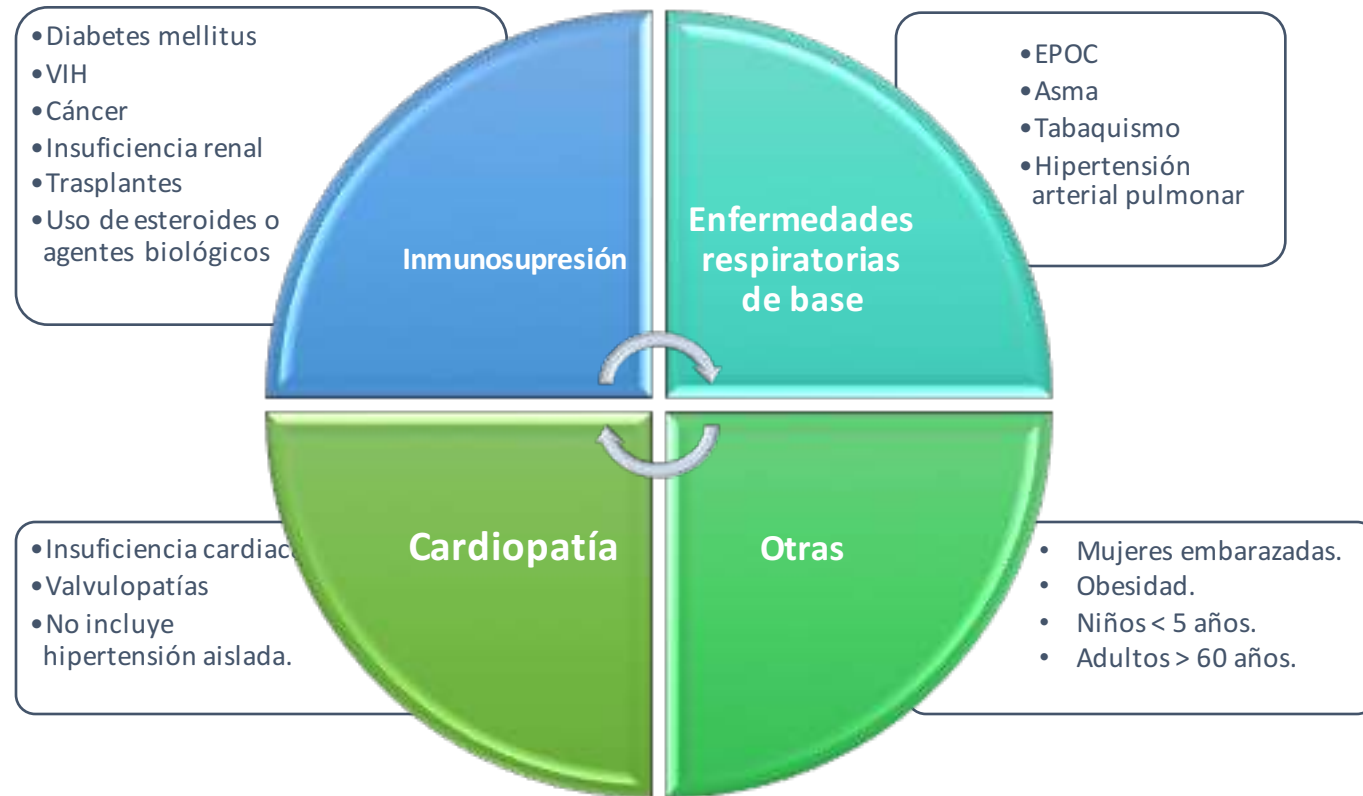 •Diabetes mellitus
•VIH
•Cáncer
•Insuficiencia renal
•Trasplantes
•Uso de esteroides o
agentes biológicos
Inmunosupresión
•EPOC
•Asma
•Tabaquismo
•Hipertensión
arterial pulmonar
Enfermedades
respiratorias
de base
•Insuficiencia cardiac
•Valvulopatías
•No incluye
hipertensión aislada.
Cardiopatía
Otras
• Mujeres embarazadas.
• Obesidad.
• Niños < 5 años.
• Adultos > 60 años.